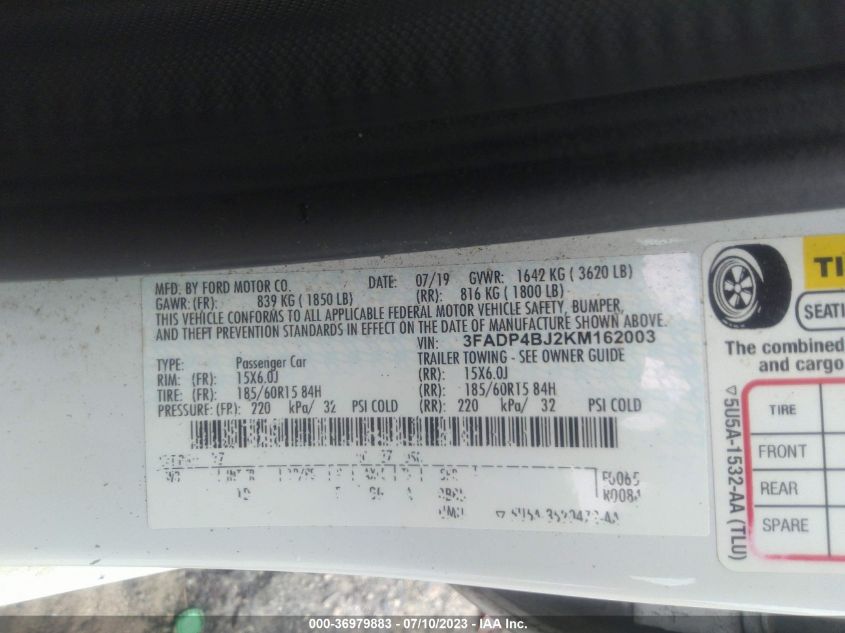 MFD. BY FORD MOTOR CO. DATE: 07/19 GVWR: 1642 KG ( 3620 LB)
GAWR: (FR): 839 KG ( 1850 LB) (RR): 816 KG ( 1800 LB)
THIS VEHICLE CONFORMS TO ALL APPLICABLE FEDERAL MOTOR VEHICLE SAFETY, BUMPER,
AND THEFT PREVENTION STANDARDS IN EFFECT ON THE DATE OF MANUFACTURE SHOWN ABOVE.
VIN: 3FADP4BJ2KM162003
TYPE: Passenger Car TRAILER TOWING - SEE OWNER GUIDE
RIM: (FR): 15X6.0J (RR): 15X6.0J
TIRE: (FR): 185/60R15 84H (RR): 185/60R15 84H
PRESSURE: (FR): 220 kPa/ 32 PSI COLD (RR): 220 kPa/ 32 PSI COLD
F0065
R0084
TI
SEATI
The combined
and cargo
TIRE
FRONT
REAR
SPARE
5U5A-1532-AA (TLU)
000-36979883 - 07/10/2023 - IAA Inc.